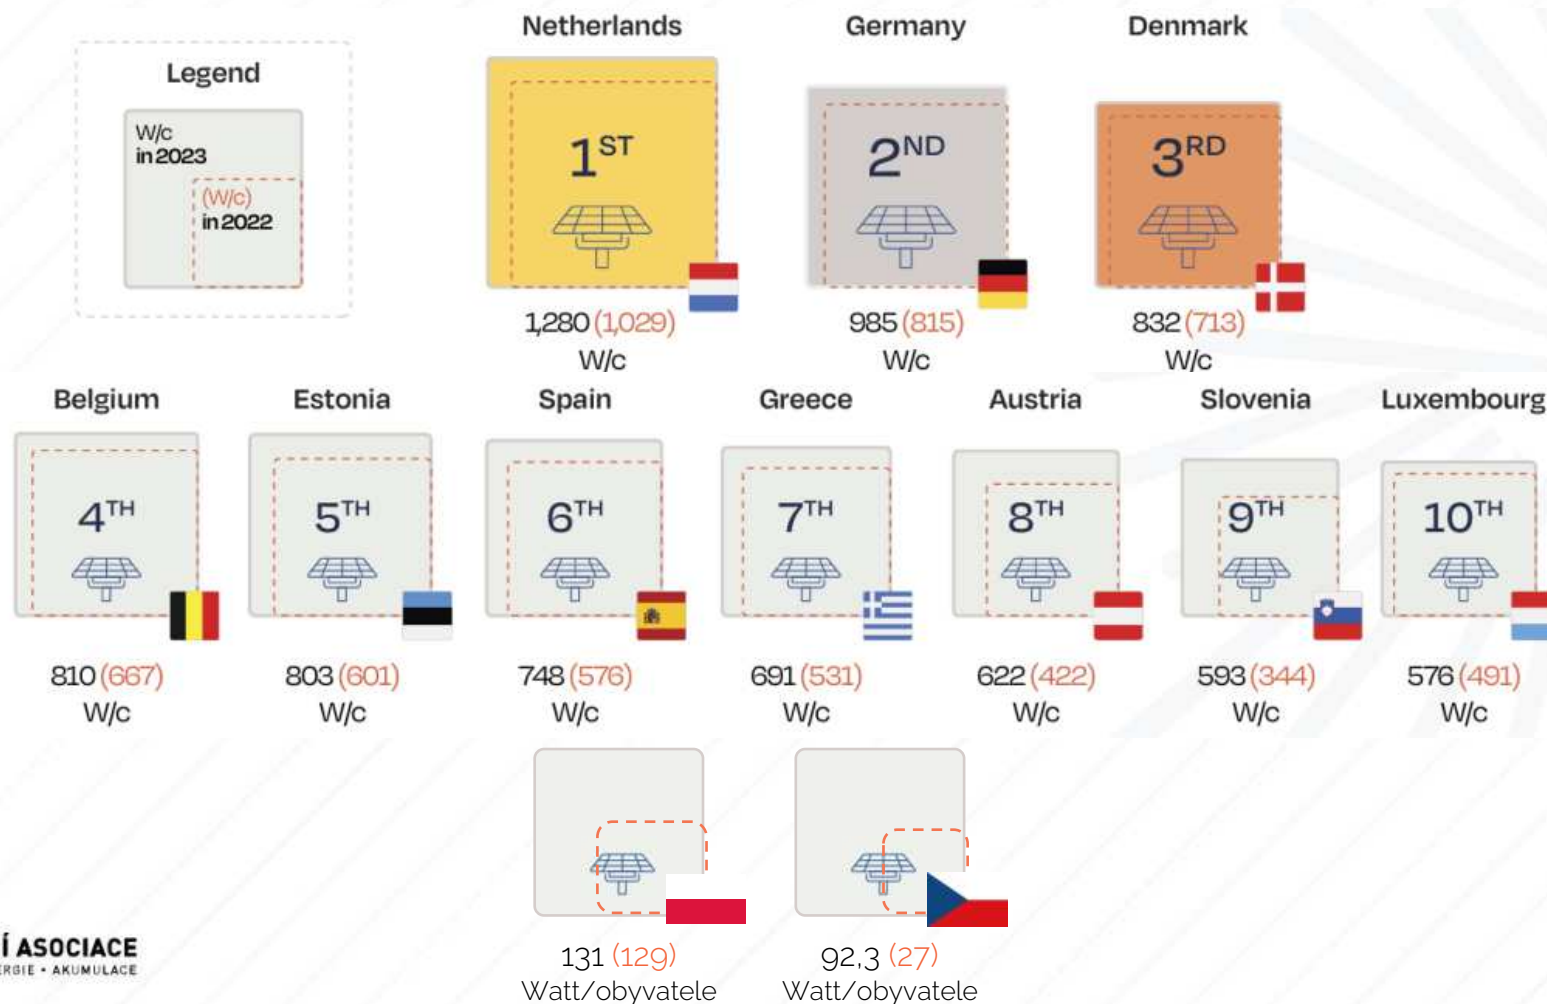 Legend
W/c
in 2023
(W/c)
in 2022
Netherlands
1ST
1,280 (1,029)
W/c
Germany
2ND
985 (815)
W/c
Denmark
3RD
832 (713)
W/c
Belgium
4TH
810 (667)
W/c
Estonia
5TH
803 (601)
W/c
Spain
6TH
748 (576)
W/c
Greece
7TH
691 (531)
W/c
Austria
8TH
622 (422)
W/c
Slovenia
9TH
593 (344)
W/c
Luxembourg
10TH
576 (491)
W/c
131 (129)
Watt/obyvatele
92,3 (27)
Watt/obyvatele
Í ASOCIACE
ERGIE • AKUMULACE